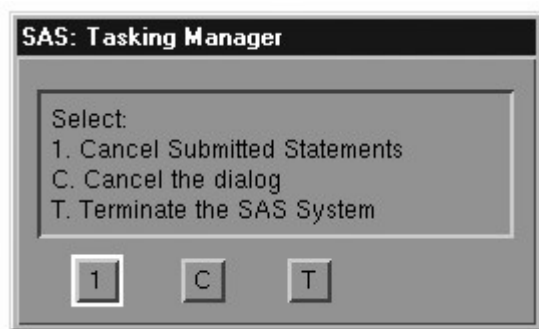 SAS: Tasking Manager
Select:
1. Cancel Submitted Statements
C. Cancel the dialog
T. Terminate the SAS System
1 C T